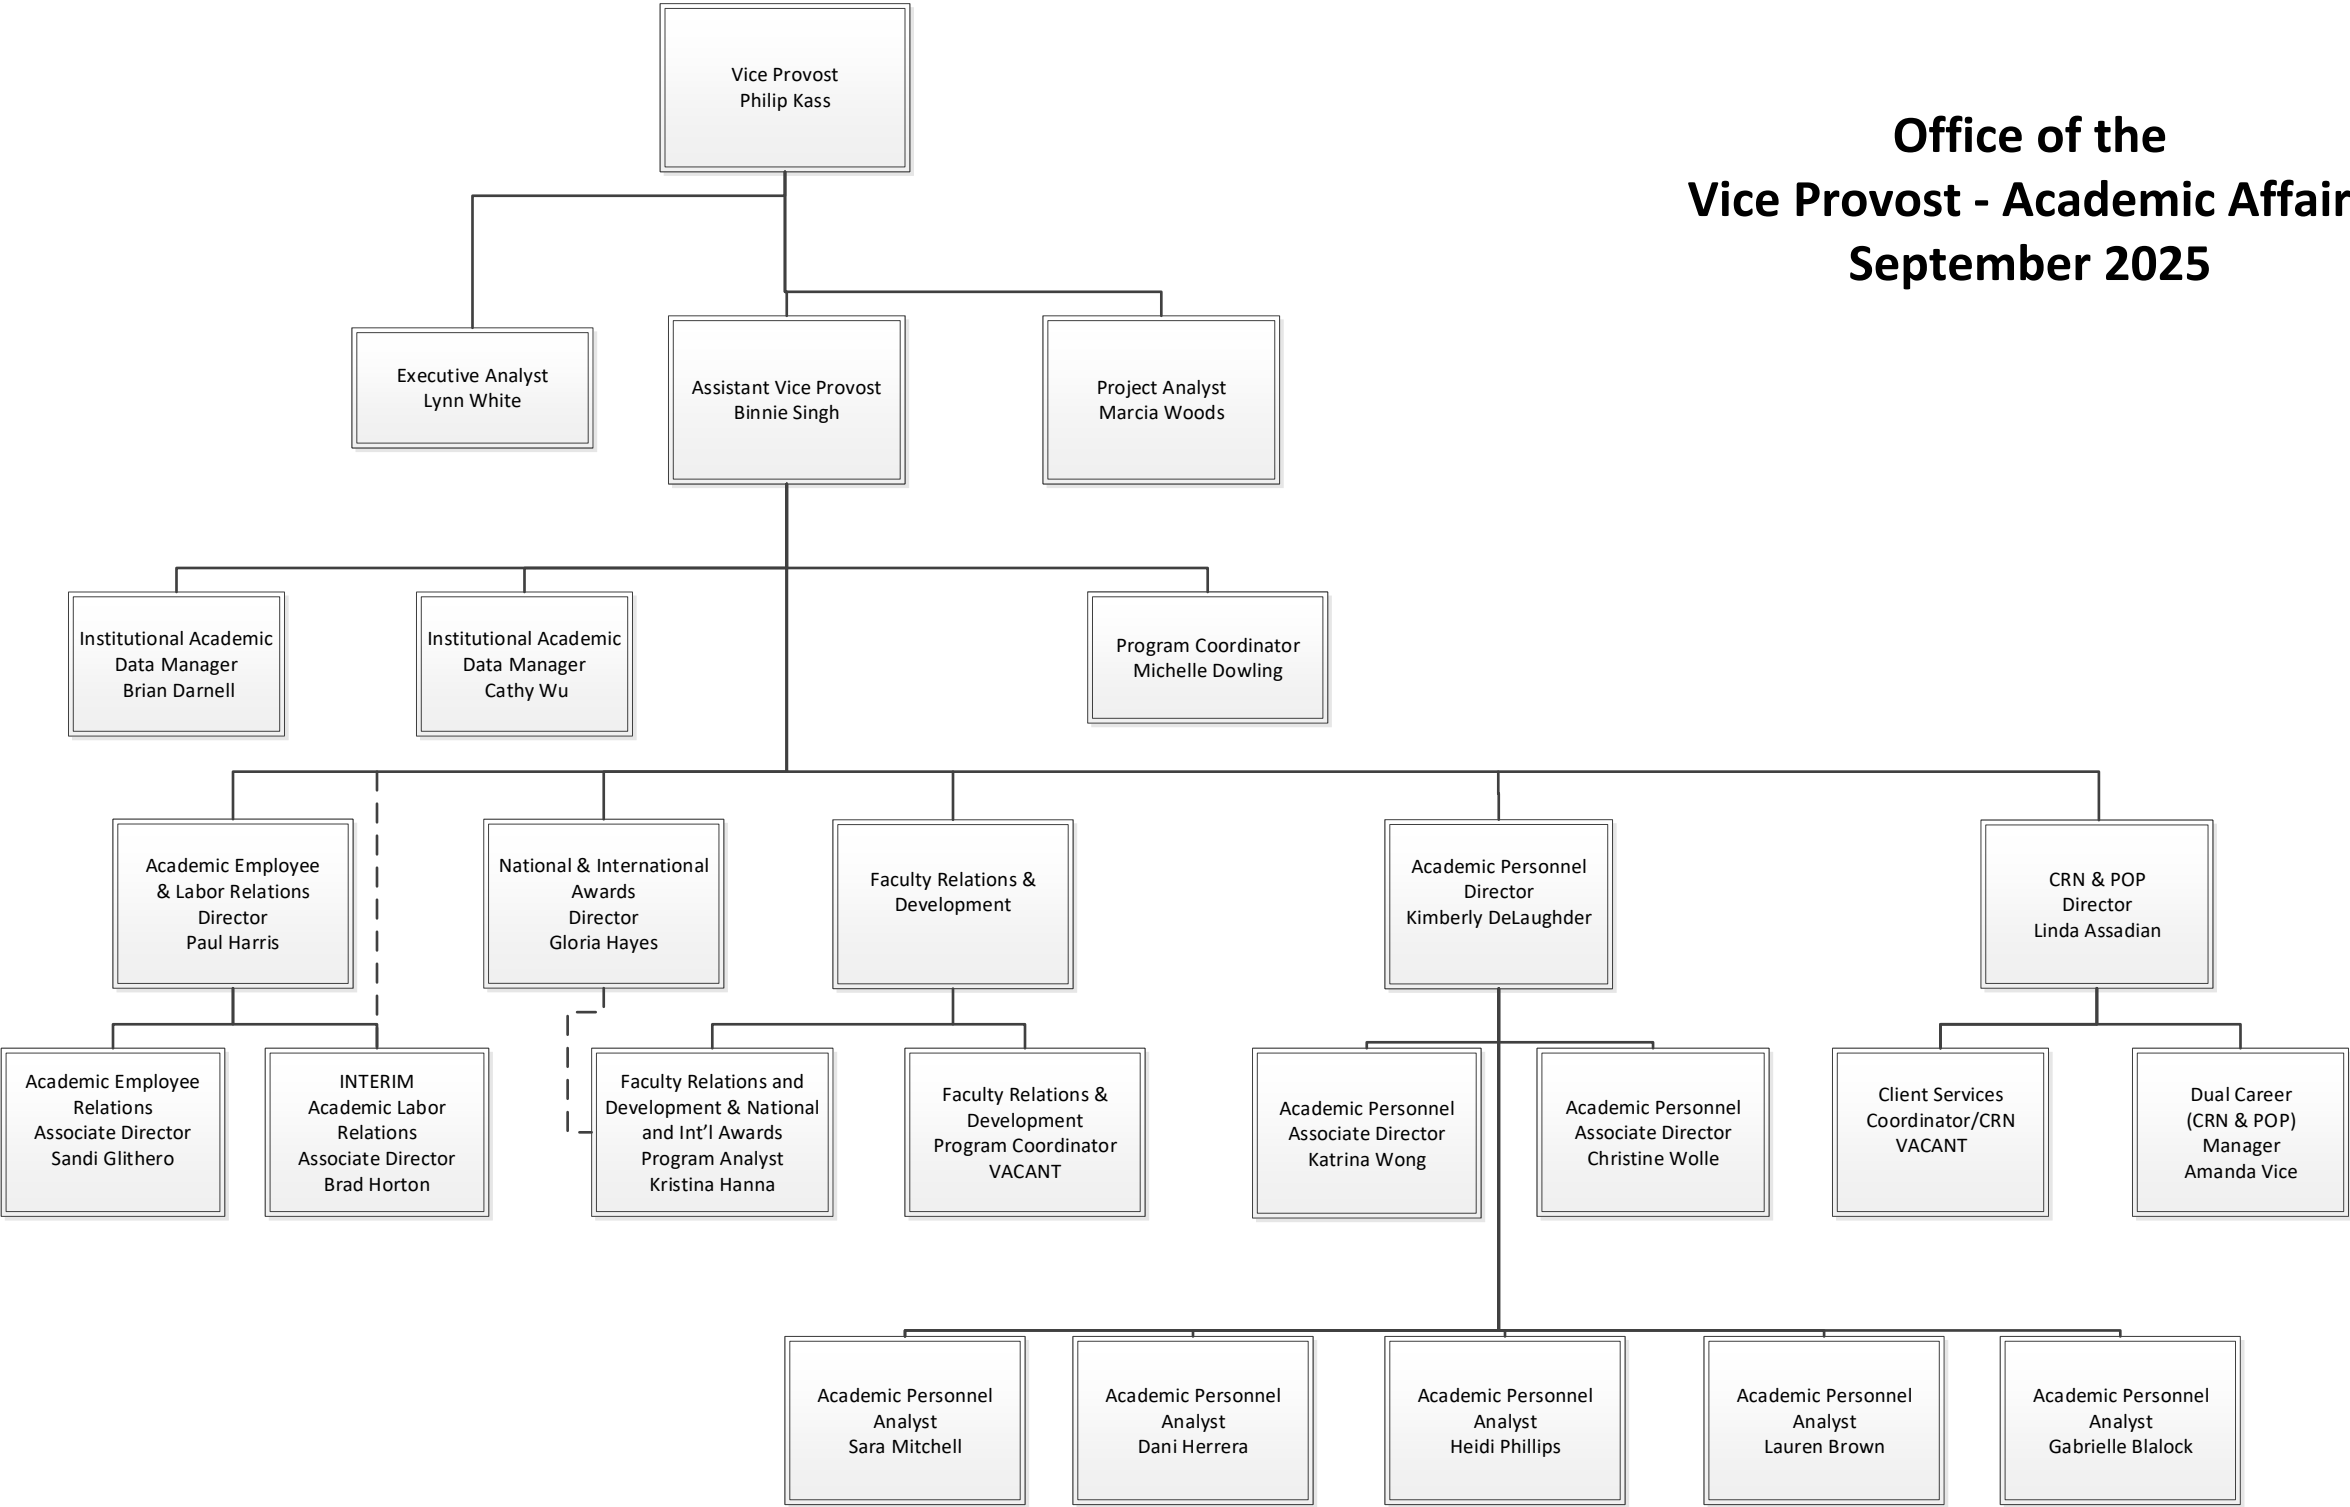 Vice Provost
Philip Kass
Office of the
Vice Provost - Academic Affair
September 2025
Executive Analyst
Lynn White
Assistant Vice Provost
Binnie Singh
Project Analyst
Marcia Woods
Institutional Academic
Data Manager
Brian Darnell
Institutional Academic
Data Manager
Cathy Wu
Program Coordinator
Michelle Dowling
Academic Employee
& Labor Relations
Director
Paul Harris
National & International
Awards
Director
Gloria Hayes
Faculty Relations &
Development
Academic Personnel
Director
Kimberly DeLaughder
CRN & POP
Director
Linda Assadian
Academic Employee
Relations
Associate Director
Sandi Glithero
INTERIM
Academic Labor
Relations
Associate Director
Brad Horton
Faculty Relations and
Development & National
and Int’l Awards
Program Analyst
Kristina Hanna
Faculty Relations &
Development
Program Coordinator
VACANT
Academic Personnel
Associate Director
Katrina Wong
Academic Personnel
Associate Director
Christine Wolle
Client Services
Coordinator/CRN
VACANT
Dual Career
(CRN & POP)
Manager
Amanda Vice
Academic Personnel
Analyst
Sara Mitchell
Academic Personnel
Analyst
Dani Herrera
Academic Personnel
Analyst
Heidi Phillips
Academic Personnel
Analyst
Lauren Brown
Academic Personnel
Analyst
Gabrielle Blalock